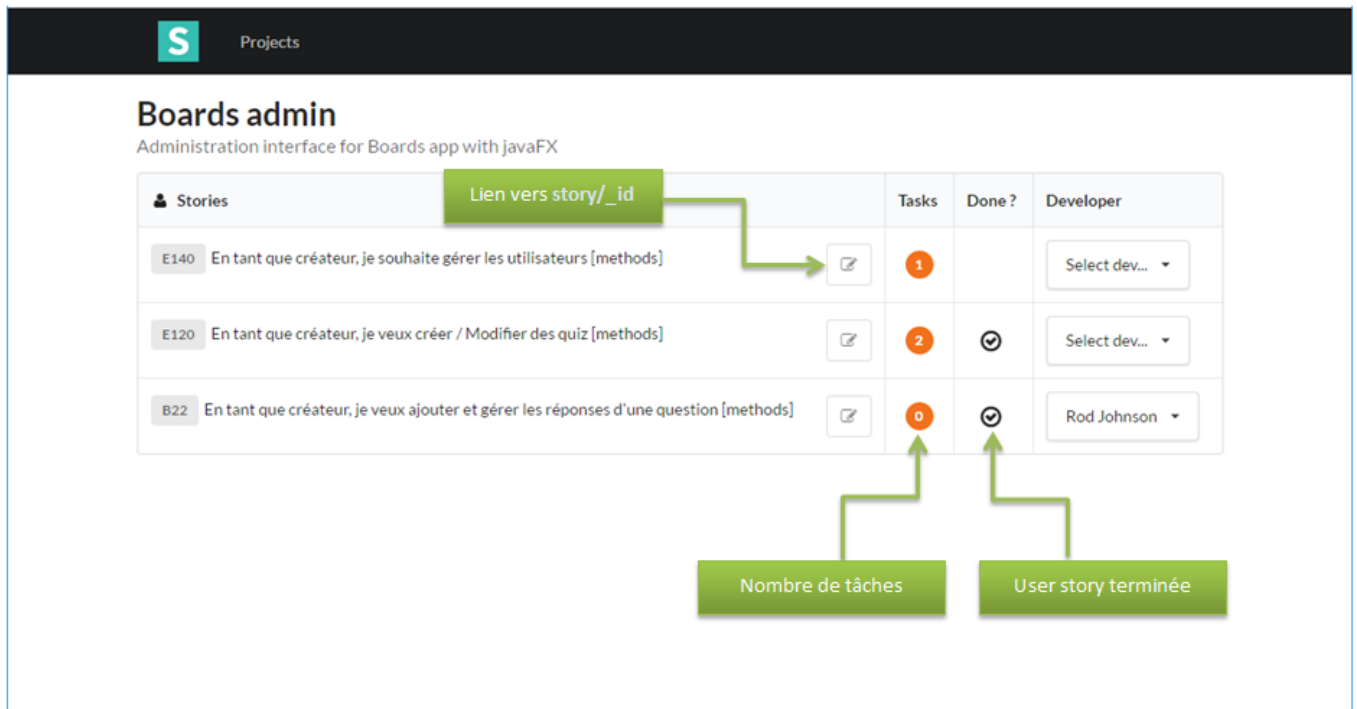 S Projects
Boards admin
Administration interface for Boards app with javaFX
Stories Lien vers story/_id Tasks Done ? Developer
E140 En tant que créateur, je souhaite gérer les utilisateurs [methods] 1 Select dev...
E120 En tant que créateur, je veux créer / Modifier des quiz [methods] 2 Select dev...
B22 En tant que créateur, je veux ajouter et gérer les réponses d'une question [methods] 0 Rod Johnson
Nombre de tâches User story terminée